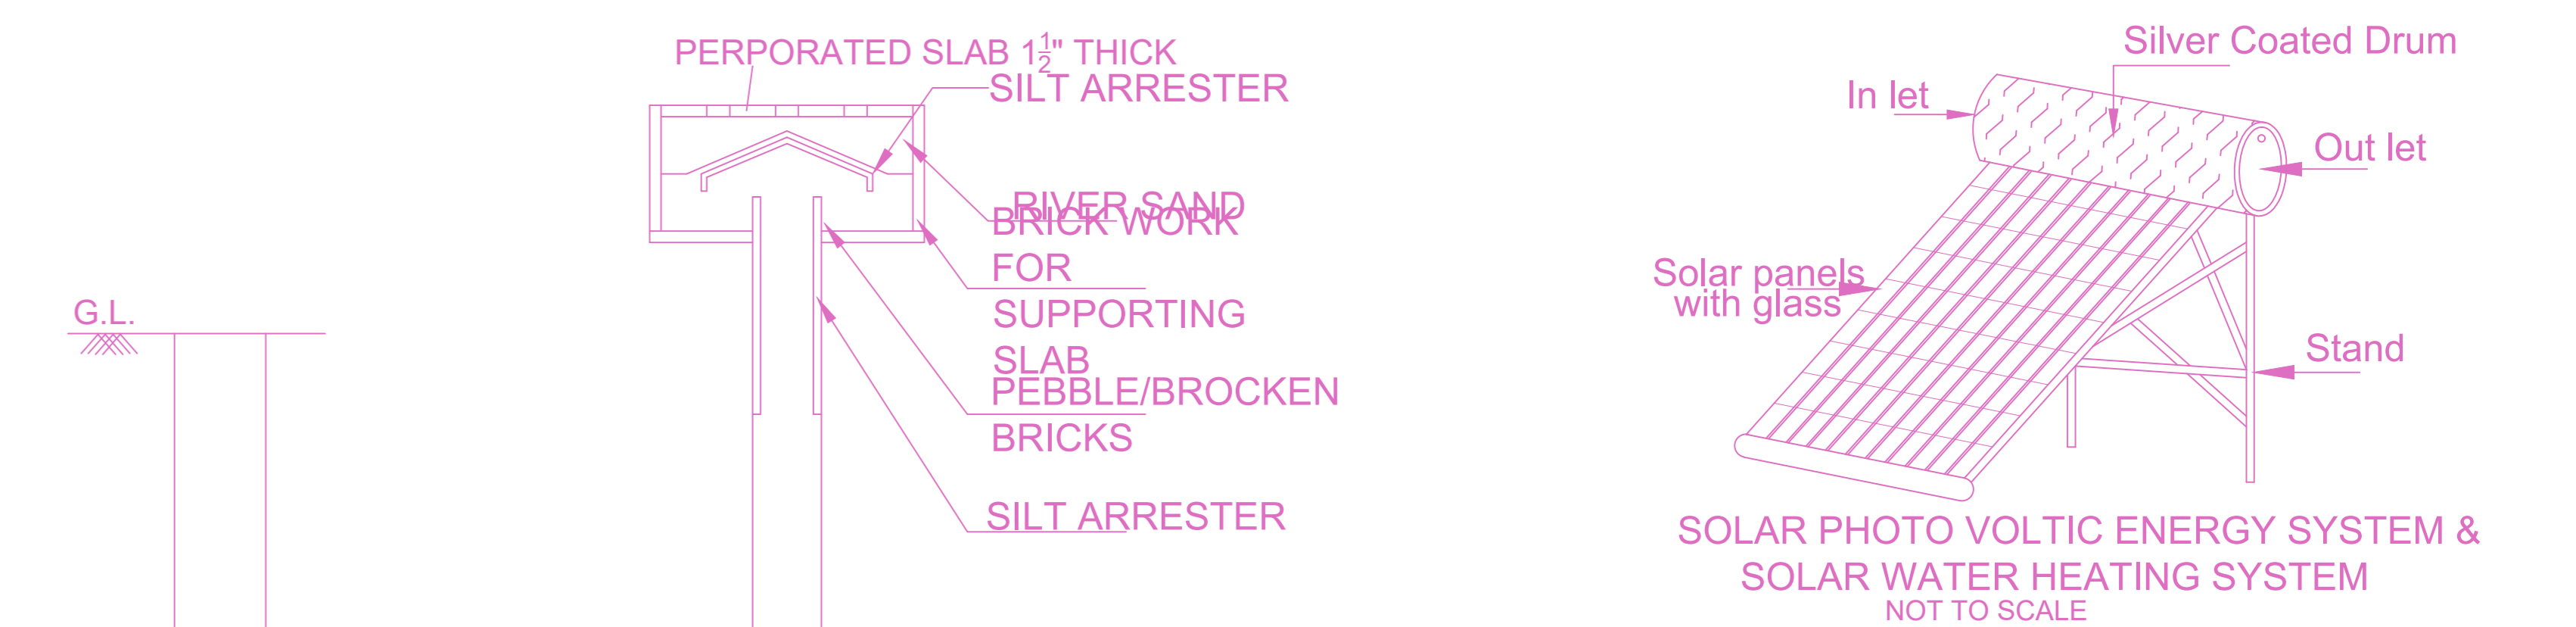 G.L.
PERPORATED SLAB 1 1/2" THICK
SILT ARRESTER
RIVER SAND
BRICK WORK
FOR
SUPPORTING
SLAB
PEBBLE/BROCKEN
BRICKS
SILT ARRESTER
Silver Coated Drum
In let
Out let
Solar panels
with glass
Stand
SOLAR PHOTO VOLTIC ENERGY SYSTEM &
SOLAR WATER HEATING SYSTEM
NOT TO SCALE